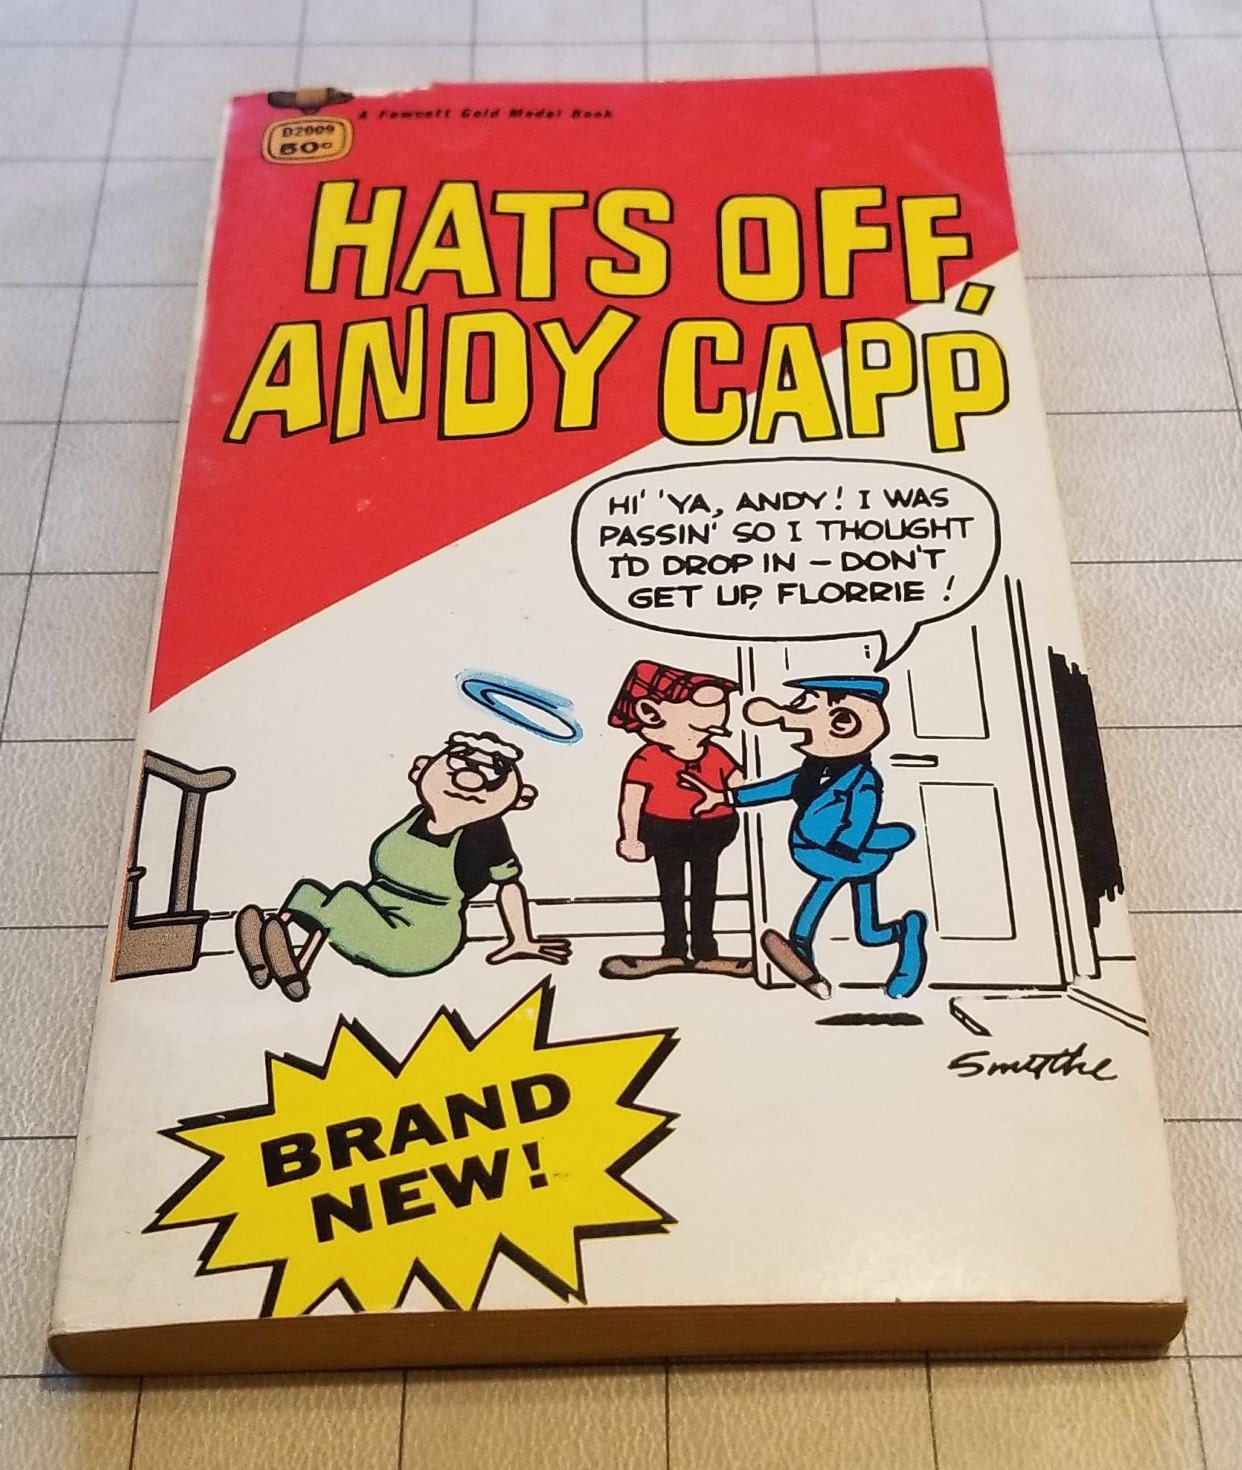 A Fawcett Gold Medal Book
D2009
50¢
HATS OFF,
ANDY CAPP
HI' 'YA, ANDY! I WAS
PASSIN' SO I THOUGHT
I'D DROP IN – DON'T
GET UP, FLORRIE!
Smythe
BRAND
NEW!